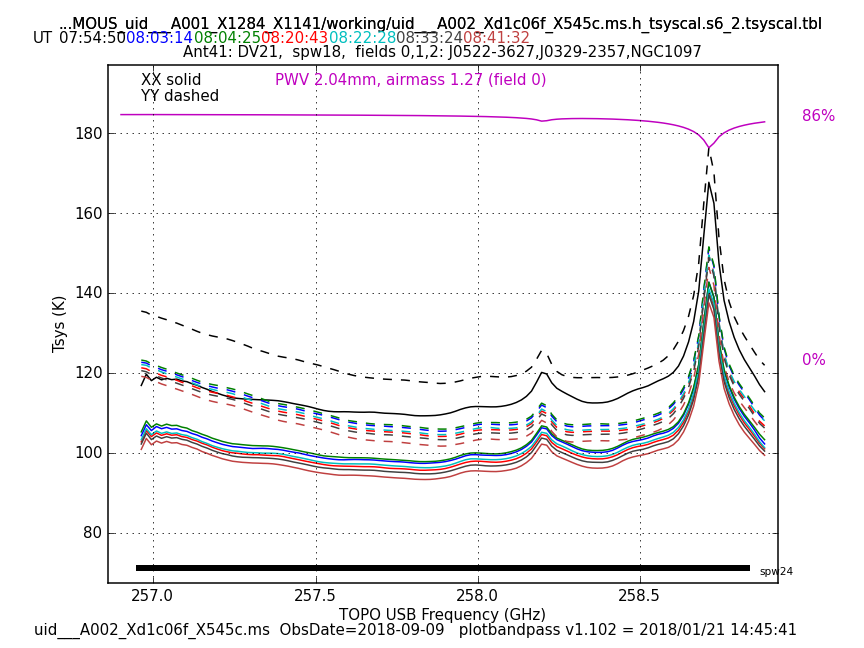 ...MOUS_uid___A001_X1284_X1141/working/uid___A002_Xd1c06f_X545c.ms.h_tsyscal.s6_2.tsyscal.tbl
UT 07:54:50 08:03:14 08:04:25 08:20:43 08:22:28 08:33:24 08:41:32
Ant41: DV21, spw18, fields 0,1,2: J0522-3627,J0329-2357,NGC1097
XX solid PWV 2.04mm, airmass 1.27 (field 0)
YY dashed
86%
180
160
140
120
100
80
Tsys (K)
0%
spw24
257.0 257.5 258.0 258.5
TOPO USB Frequency (GHz)
uid___A002_Xd1c06f_X545c.ms ObsDate=2018-09-09 plotbandpass v1.102 = 2018/01/21 14:45:41